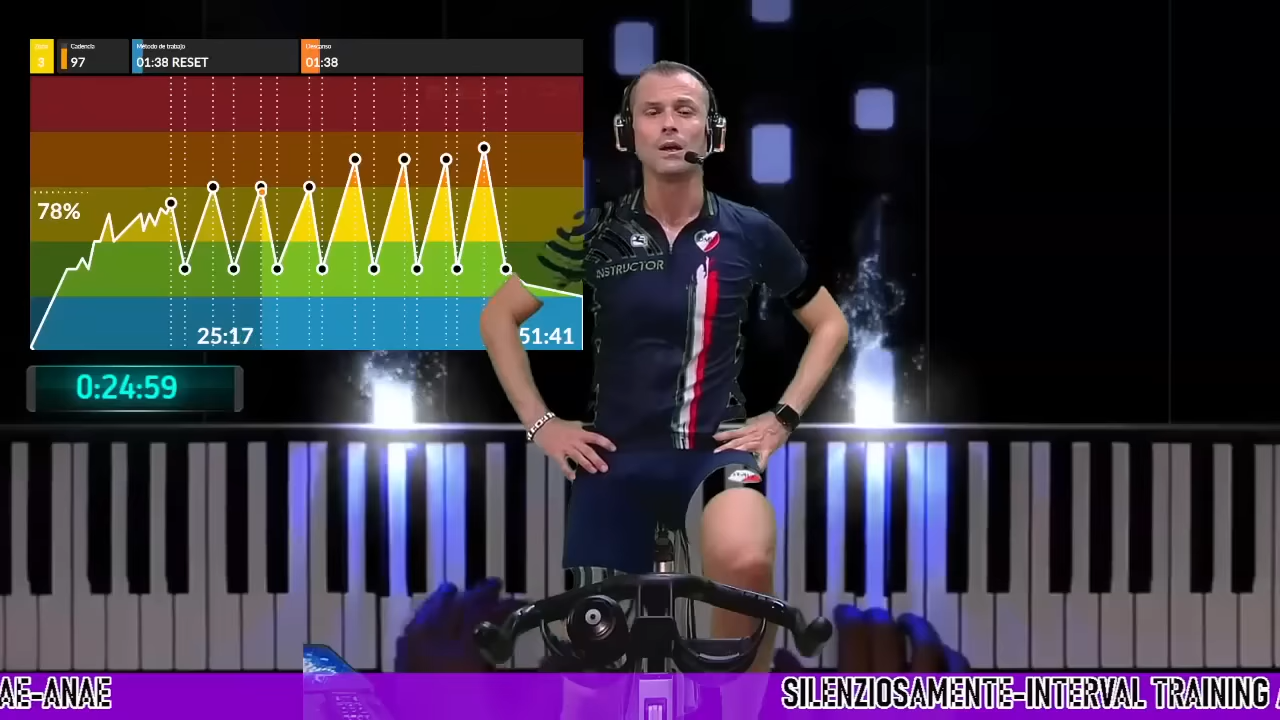 Cadencia
Método de trabajo
Descanso
3
97
01:38 RESET
01:38
78%
25:17
51:41
0:24:59
INSTRUCTOR
AE-ANAE
SILENZIOSAMENTE-INTERVAL TRAINING